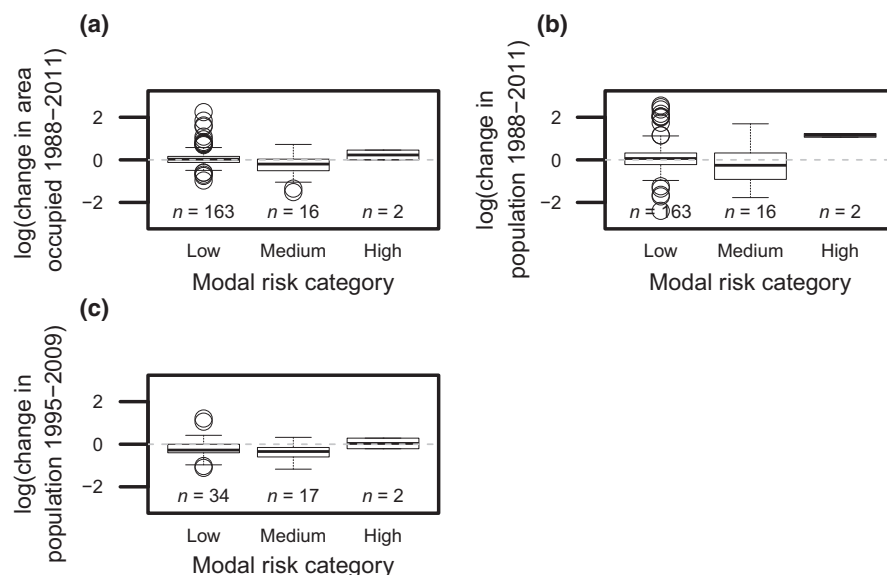 (a)
log(change in area
occupied 1988−2011)
2
0
−2
n = 163
n = 16
n = 2
Low
Medium
High
Modal risk category
(b)
log(change in
population 1988−2011)
2
0
−2
n = 163
n = 16
n = 2
Low
Medium
High
Modal risk category
(c)
log(change in
population 1995−2009)
2
0
−2
n = 34
n = 17
n = 2
Low
Medium
High
Modal risk category